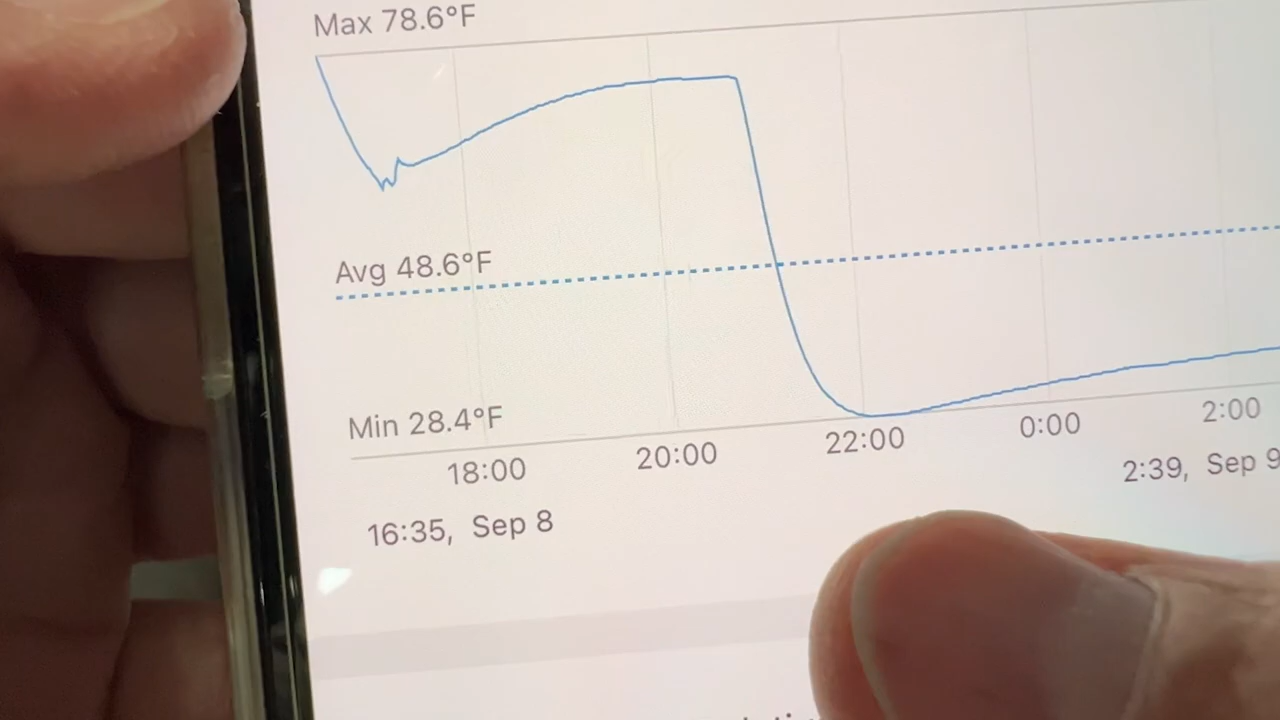 Max 78.6°F
Avg 48.6°F
Min 28.4°F
18:00 20:00 22:00 0:00 2:00
16:35, Sep 8 2:39, Sep 9